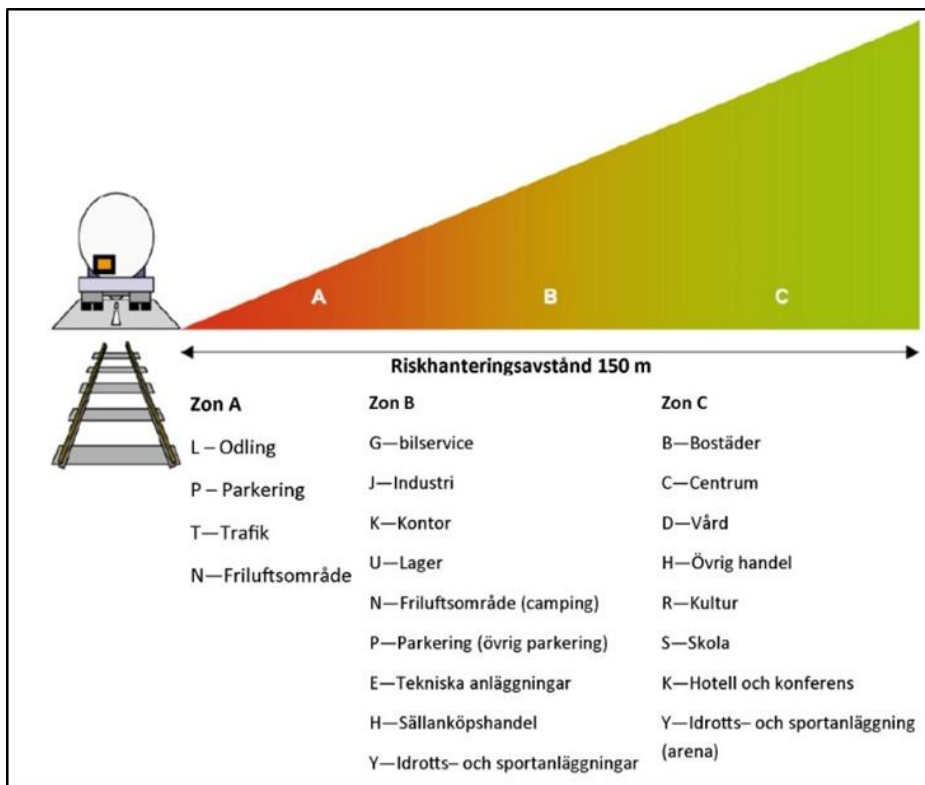 A
B
C
Riskhanteringsavstånd 150 m
Zon A
L – Odling
P – Parkering
T—Trafik
N—Friluftsområde
Zon B
G—bilservice
J—Industri
K—Kontor
U—Lager
N—Friluftsområde (camping)
P—Parkering (övrig parkering)
E—Tekniska anläggningar
H—Sällanköpshandel
Y—Idrotts– och sportanläggningar
Zon C
B—Bostäder
C—Centrum
D—Vård
H—Övrig handel
R—Kultur
S—Skola
K—Hotell och konferens
Y—Idrotts– och sportanläggning
(arena)